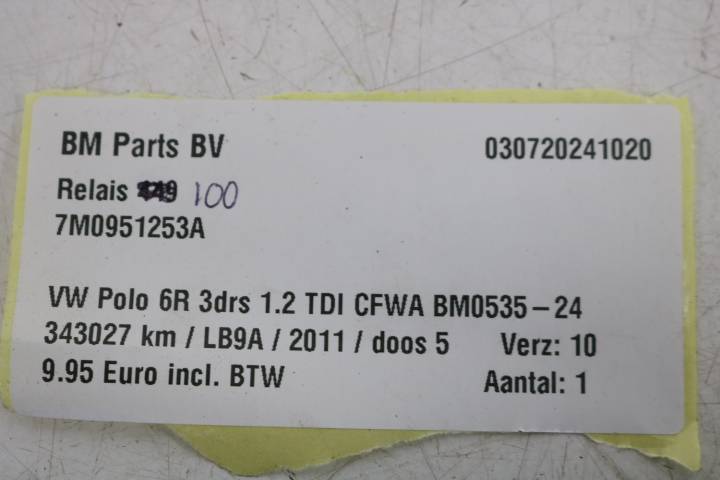 BM Parts BV 030720241020
Relais 449 100
7M0951253A
VW Polo 6R 3drs 1.2 TDI CFWA BM0535-24
343027 km / LB9A / 2011 / doos 5 Verz: 10
9.95 Euro incl. BTW Aantal: 1